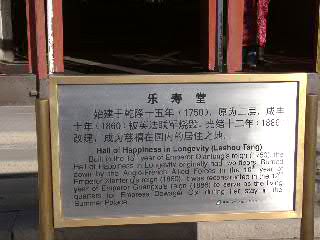 乐寿堂
始建于乾隆十五年（1750），原为二层，咸丰
十年（1860）被英法联军烧毁，光绪十二年（1886
改建，成为慈禧在园内的居住之地。
Hall of Happiness in Longevity (Leshou Tang)
Built in the 15th year of Emperor Qianlong's reign (1750), the
Hall of Happiness in Longevity originally had two floors. Burned
down by the Anglo-French Allied Forces in the 10th year of
Emperor Xianfeng's reign (1860), it was reconstructed in the 12th
year of Emperor Guangxu's reign (1886) to serve as the living
quarters for Empress Dowager Cixi during her stay in the
Summer Palace.